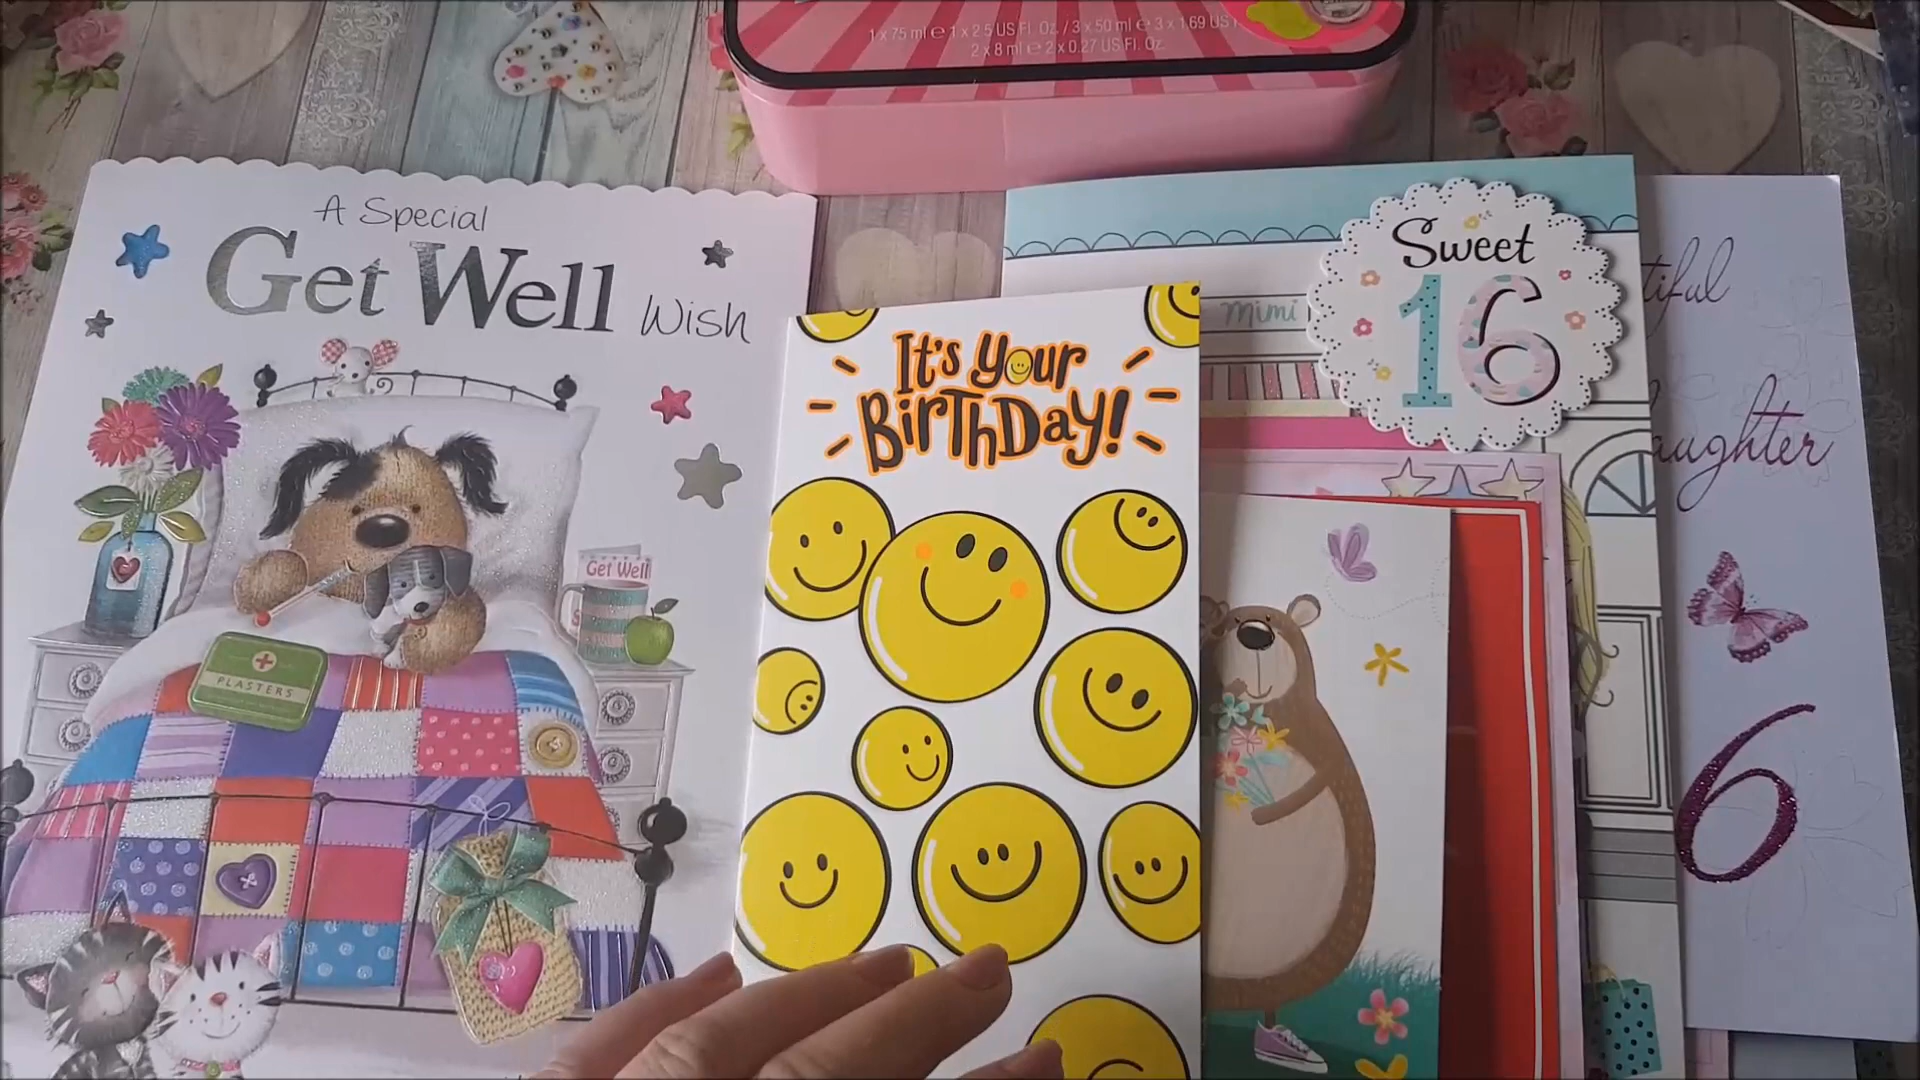 1 x 75 ml e 1 x 2.5 US Fl. Oz. / 3 x 50 ml e 3 x 1.69 US
2 x 8 ml e 2 x 0.27 US Fl. Oz.
A Special
Get Well
Wish
Get Well
PLASTERS
It's Your
BirThDay!
Mimi
Sweet
16
tiful
aughter
6